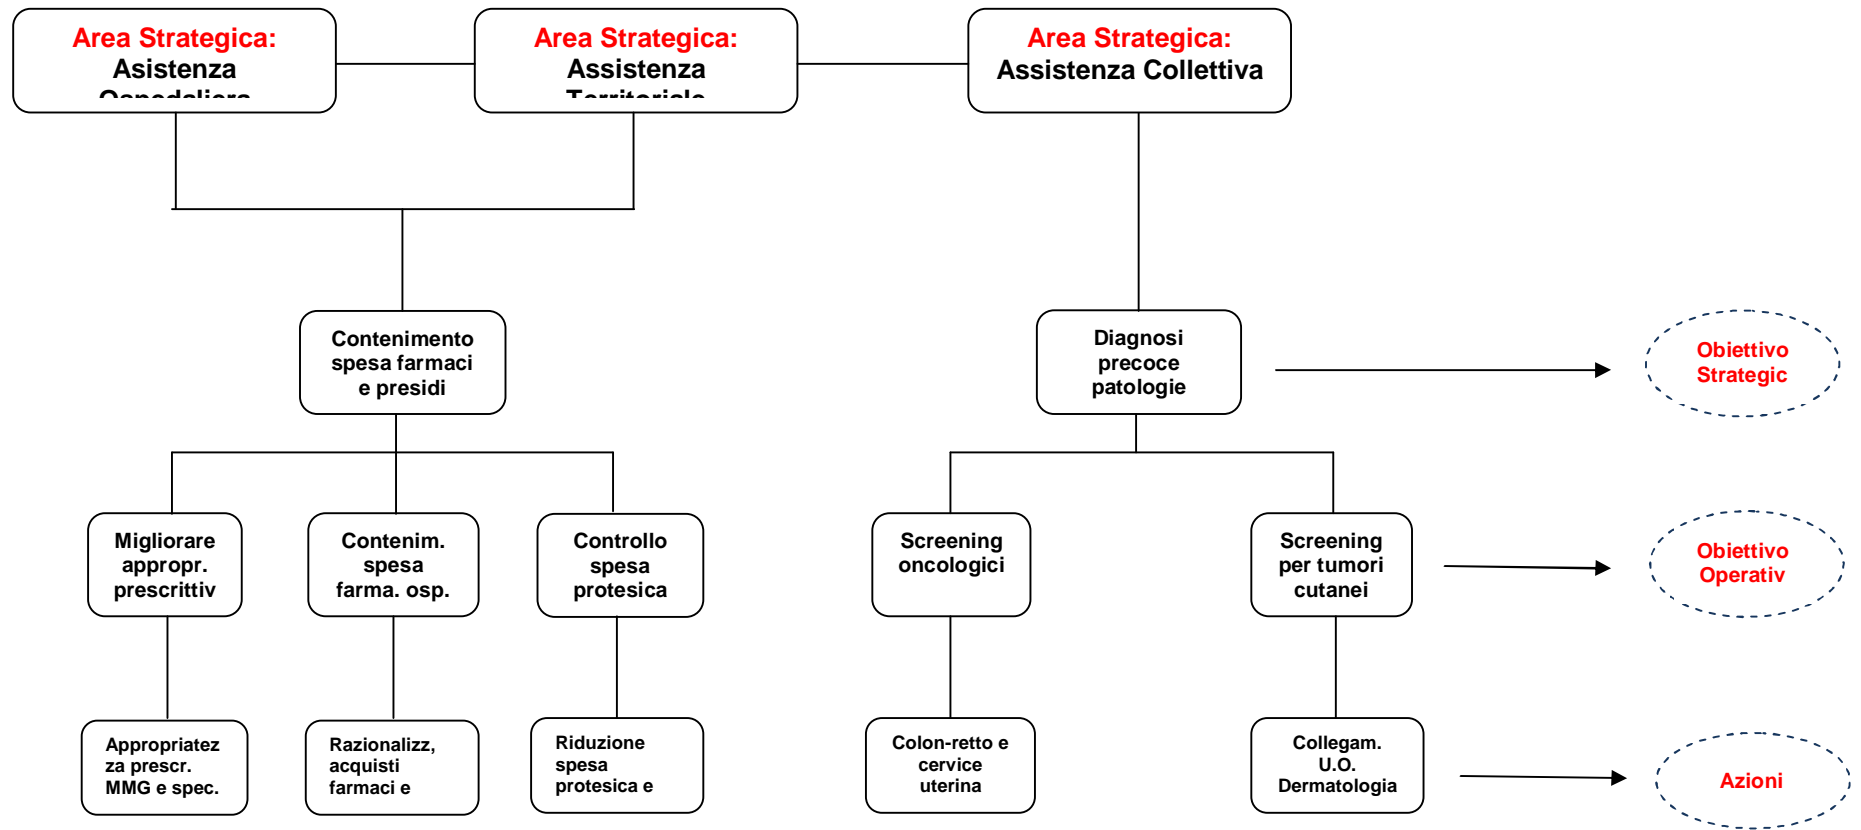 Area Strategica:
Asistenza
Ospedaliera
Area Strategica:
Assistenza
Territoriale
Area Strategica:
Assistenza Collettiva
Contenimento
spesa farmaci
e presidi
Diagnosi
precoce
patologie
Obiettivo
Strategic
Migliorare
appropr.
prescrittiv
Contenim.
spesa
farma. osp.
Controllo
spesa
protesica
Screening
oncologici
Screening
per tumori
cutanei
Obiettivo
Operativ
Appropriatez
za prescr.
MMG e spec.
Razionalizz,
acquisti
farmaci e
Riduzione
spesa
protesica e
Colon-retto e
cervice
uterina
Collegam.
U.O.
Dermatologia
Azioni